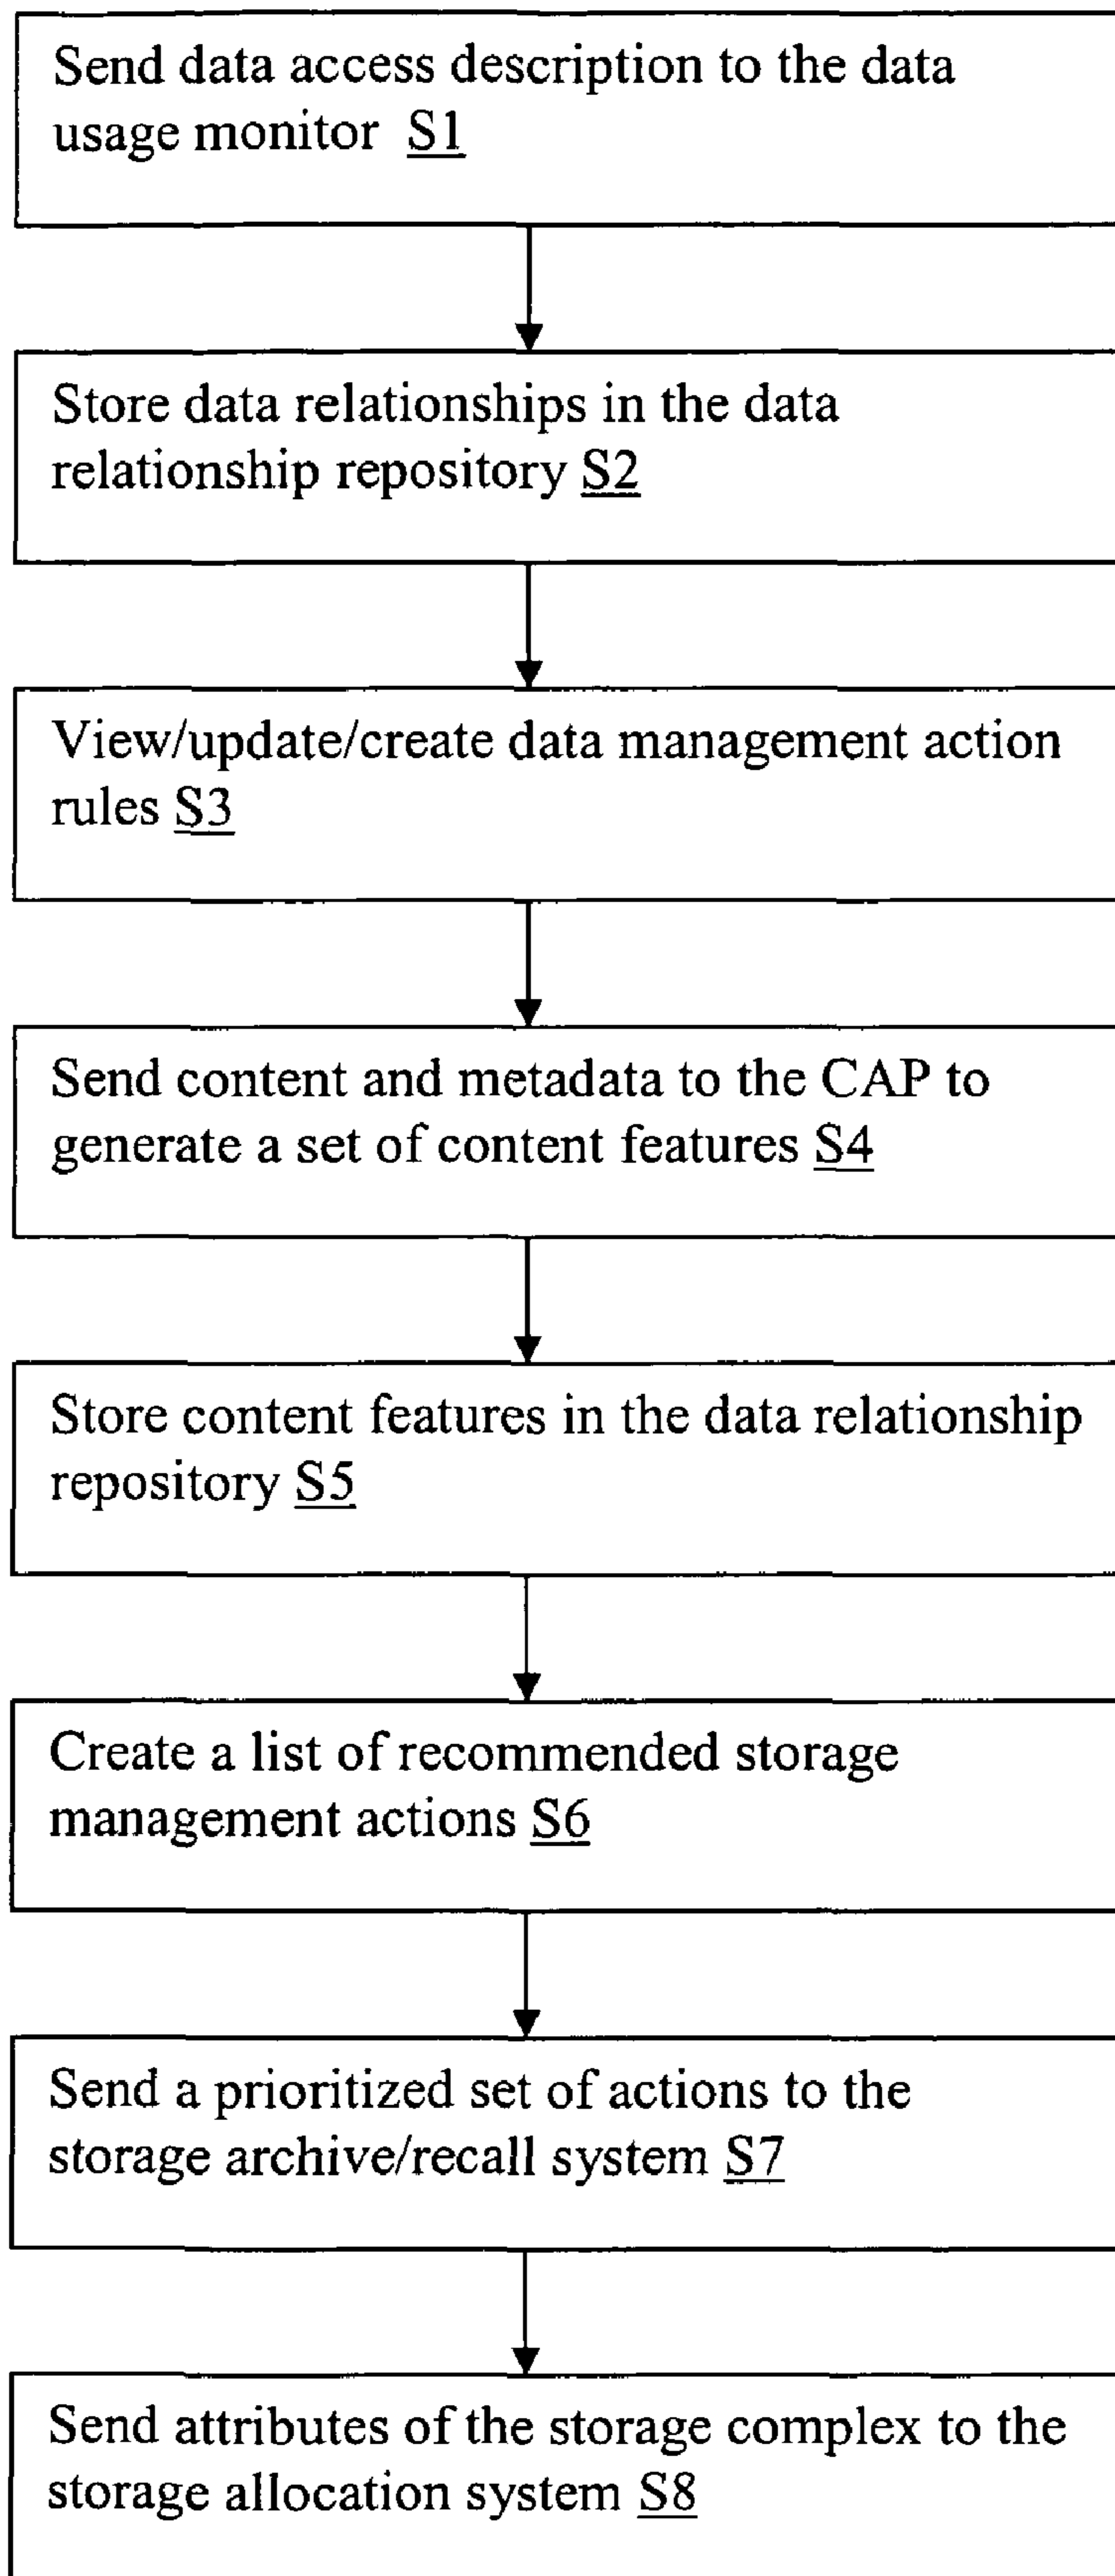 Send data access description to the data
usage monitor S1
Store data relationships in the data
relationship repository S2
View/update/create data management action
rules S3
Send content and metadata to the CAP to
generate a set of content features S4
Store content features in the data relationship
repository S5
Create a list of recommended storage
management actions S6
Send a prioritized set of actions to the
storage archive/recall system S7
Send attributes of the storage complex to the
storage allocation system S8